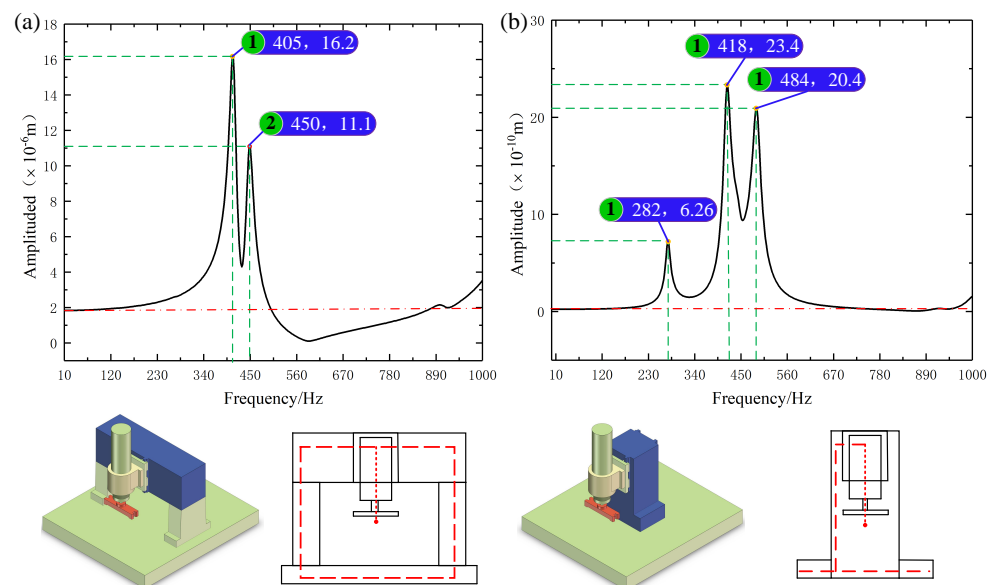 (a)
18
16
14
12
10
8
6
4
2
0
Amplituded (× 10⁻⁶m)
1 405, 16.2
2 450, 11.1
10 120 230 340 450 560 670 780 890 1000
Frequency/Hz
(b)
30
20
10
0
Amplitude (× 10⁻¹⁰m)
1 418, 23.4
1 484, 20.4
1 282, 6.26
10 120 230 340 450 560 670 780 890 1000
Frequency/Hz